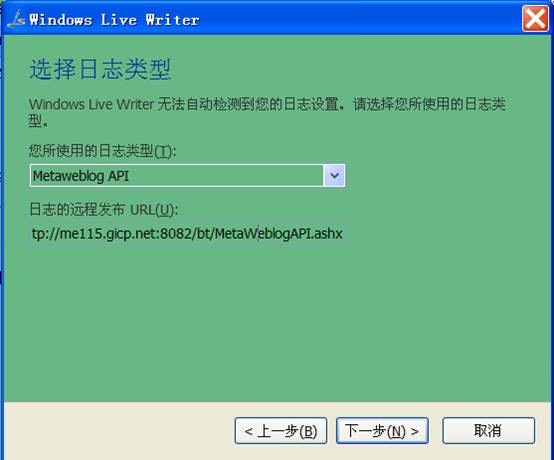 Windows Live Writer
选择日志类型
Windows Live Writer 无法自动检测到您的日志设置。请选择您所使用的日志类
型。
您所使用的日志类型(T):
Metaweblog API
日志的远程发布 URL(U):
tp://me115.gicp.net:8082/bt/MetaWeblogAPI.ashx
< 上一步(B) 下一步(N) > 取消